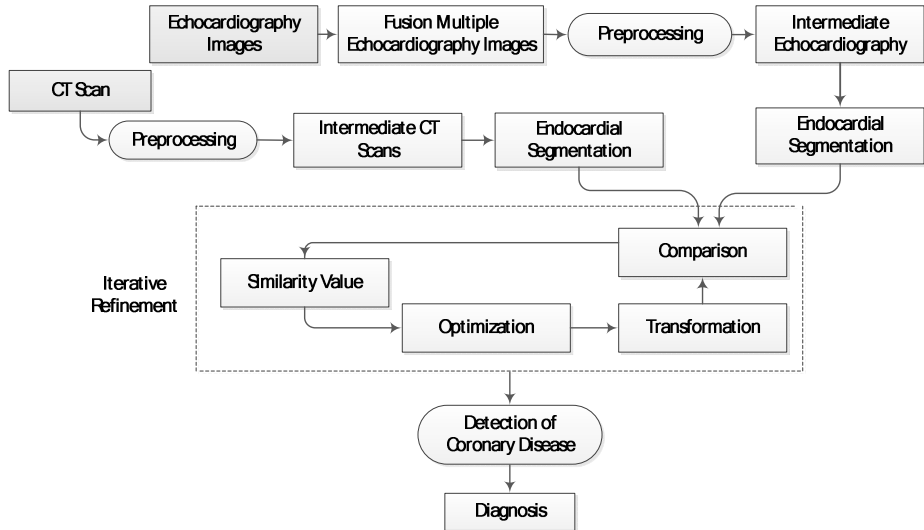 Echocardiography
Images
Fusion Multiple
Echocardiography Images
Preprocessing
Intermediate
Echocardiography
CT Scan
Preprocessing
Intermediate CT
Scans
Endocardial
Segmentation
Endocardial
Segmentation
Comparison
Similarity Value
Iterative
Refinement
Optimization
Transformation
Detection of
Coronary Disease
Diagnosis